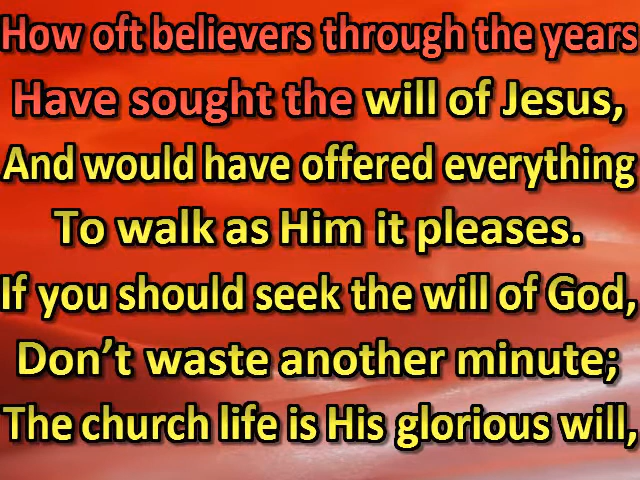 How oft believers through the years
Have sought the will of Jesus,
And would have offered everything
To walk as Him it pleases.
If you should seek the will of God,
Don’t waste another minute;
The church life is His glorious will,